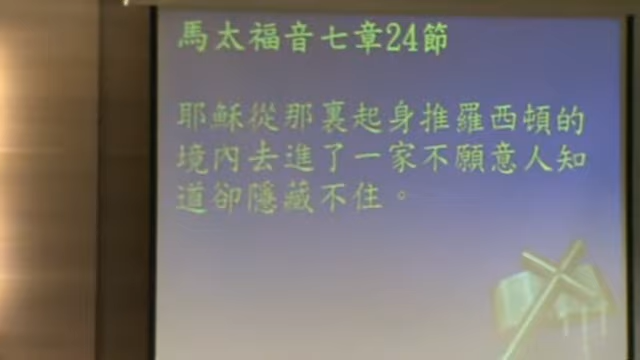 馬太福音七章24節
耶穌從那裏起身推羅西頓的
境內去進了一家不願意人知
道卻隱藏不住。